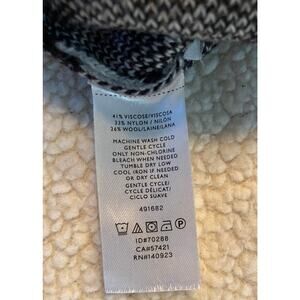 41% VISCOSE/VISCOSA
33% NYLON / NILÓN
26% WOOL/LAINE/LANA
MACHINE WASH COLD
GENTLE CYCLE
ONLY NON-CHLORINE
BLEACH WHEN NEEDED
TUMBLE DRY LOW
COOL IRON IF NEEDED
OR DRY CLEAN
GENTLE CYCLE/
CYCLE DÉLICAT/
CICLO SUAVE
491682
ID#70288
CA#57421
RN#140923